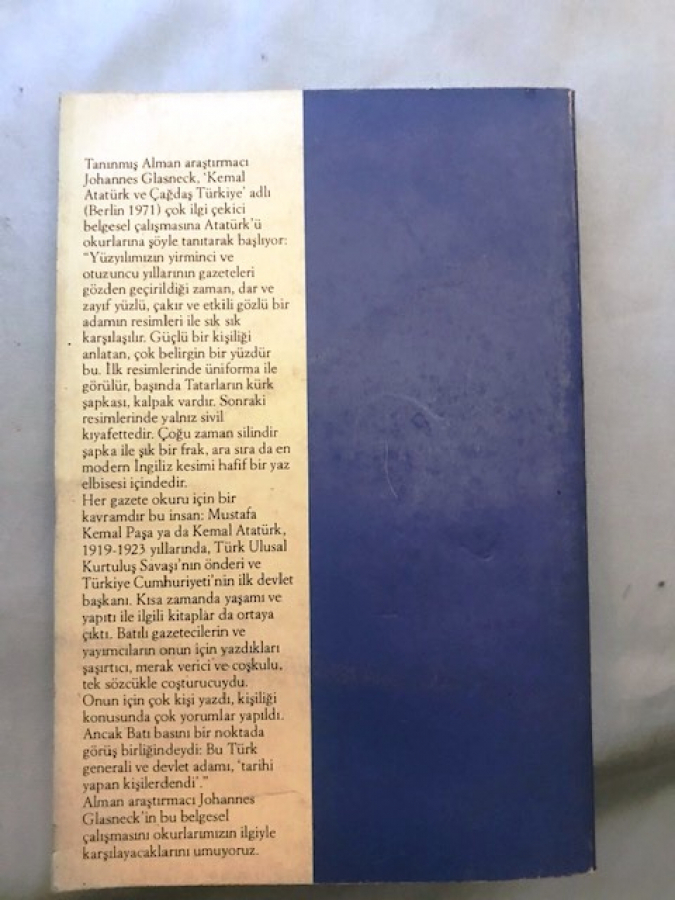 Tanınmış Alman araştırmacı
Johannes Glasneck, ‘Kemal
Atatürk ve Çağdaş Türkiye’ adlı
(Berlin 1971) çok ilgi çekici
belgesel çalışmasına Atatürk’ü
okurlarına şöyle tanıtarak başlıyor:
“Yüzyılımızın yirminci ve
otuzuncu yıllarının gazeteleri
gözden geçirildiği zaman, dar ve
zayıf yüzlü, çakır ve etkili gözlü bir
adamın resimleri ile sık sık
karşılaşılır. Güçlü bir kişiliği
anlatan, çok belirgin bir yüzdür
bu. İlk resimlerinde üniforma ile
görülür, başında Tatarların kürk
şapkası, kalpak vardır. Sonraki
resimlerinde yalnız sivil
kıyafettedir. Çoğu zaman silindir
şapka ile şık bir frak, ara sıra da en
modern İngiliz kesimi hafif bir yaz
elbisesi içindedir.
Her gazete okuru için bir
kavramdır bu insan: Mustafa
Kemal Paşa ya da Kemal Atatürk,
1919-1923 yıllarında, Türk Ulusal
Kurtuluş Savaşı’nın önderi ve
Türkiye Cumhuriyeti’nin ilk devlet
başkanı. Kısa zamanda yaşamı ve
yapıtı ile ilgili kitaplar da ortaya
çıktı. Batılı gazetecilerin ve
yayımcıların onun için yazdıkları
şaşırtıcı, merak verici ve coşkulu,
tek sözcükle coşturucuydu.
Onun için çok kişi yazdı, kişiliği
konusunda çok yorumlar yapıldı.
Ancak Batı basını bir noktada
görüş birliğindeydi: Bu Türk
generali ve devlet adamı, ‘tarihi
yapan kişilerdendi’.”
Alman araştırmacı Johannes
Glasneck’in bu belgesel
çalışmasını okurlarımızın ilgiyle
karşılayacaklarını umuyoruz.